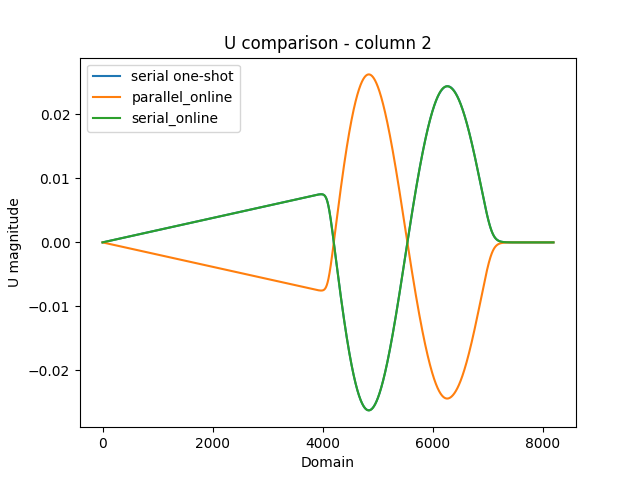 U comparison - column 2
serial one-shot
parallel_online
serial_online
U magnitude
0.02
0.01
0.00
−0.01
−0.02
0 2000 4000 6000 8000
Domain